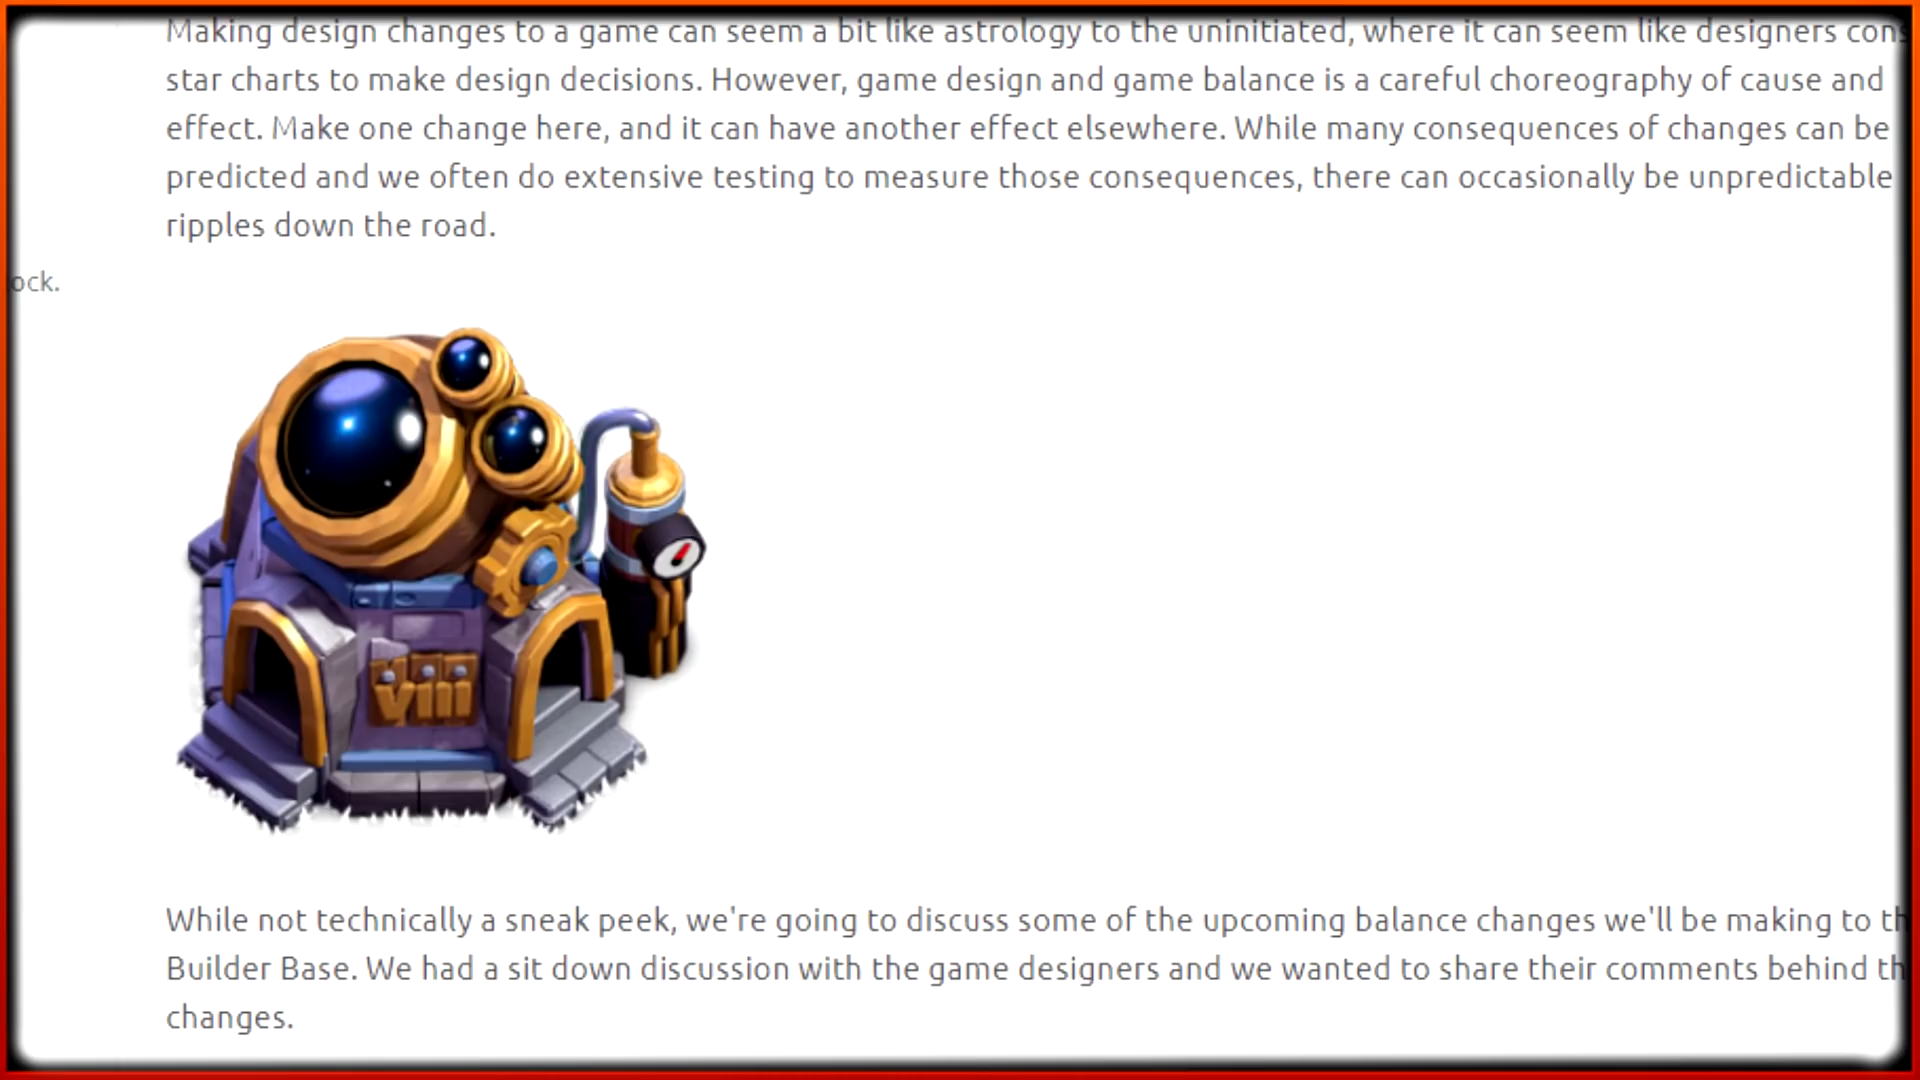 Making design changes to a game can seem a bit like astrology to the uninitiated, where it can seem like designers cons
star charts to make design decisions. However, game design and game balance is a careful choreography of cause and
effect. Make one change here, and it can have another effect elsewhere. While many consequences of changes can be
predicted and we often do extensive testing to measure those consequences, there can occasionally be unpredictable
ripples down the road.
ock.
viii
While not technically a sneak peek, we're going to discuss some of the upcoming balance changes we'll be making to th
Builder Base. We had a sit down discussion with the game designers and we wanted to share their comments behind th
changes.